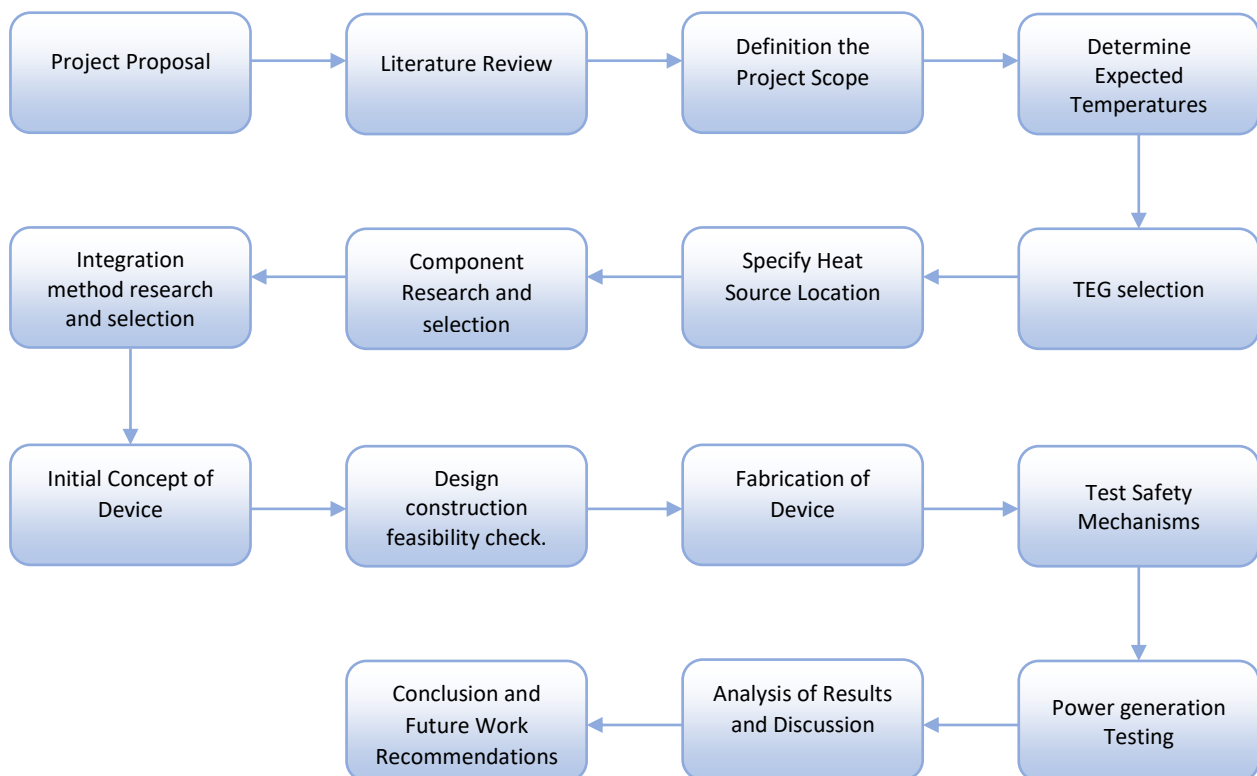 Project Proposal
Literature Review
Definition the
Project Scope
Determine
Expected
Temperatures
TEG selection
Specify Heat
Source Location
Component
Research and
selection
Integration
method research
and selection
Initial Concept of
Device
Design
construction
feasibility check.
Fabrication of
Device
Test Safety
Mechanisms
Power generation
Testing
Analysis of Results
and Discussion
Conclusion and
Future Work
Recommendations